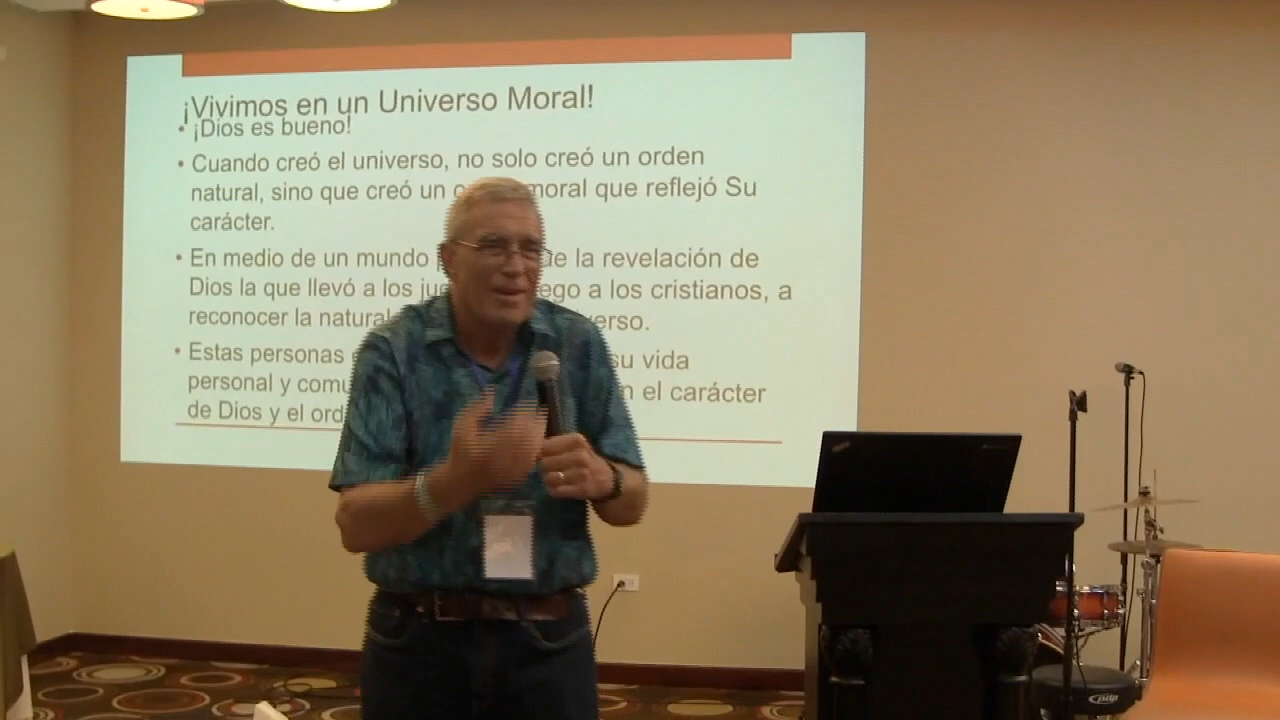 ¡Vivimos en un Universo Moral!
• ¡Dios es bueno!
• Cuando creó el universo, no solo creó un orden
natural, sino que creó un moral que reflejó Su
carácter.
• En medio de un mundo la revelación de
Dios la que llevó a los a los cristianos, a
reconocer la
• Estas personas su vida
personal y el carácter
de Dios y el
pdp